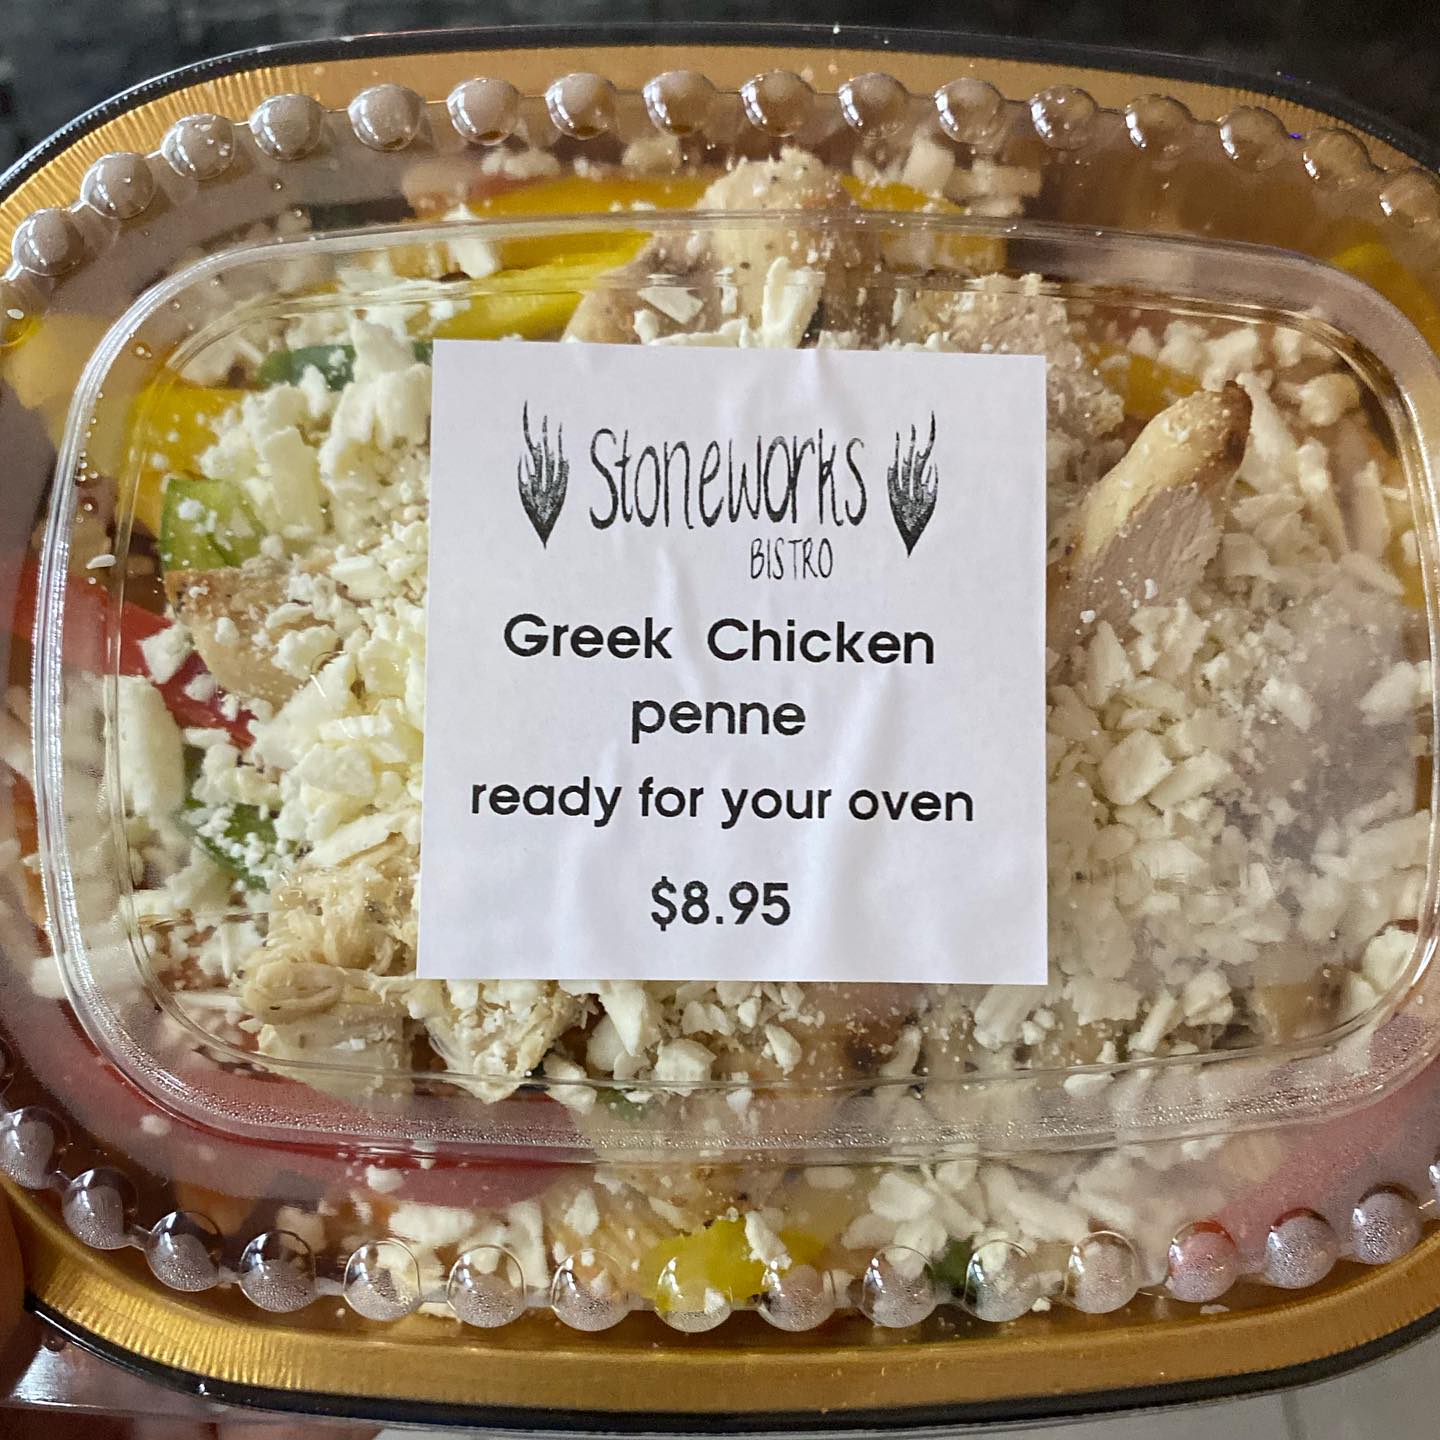 Stoneworks
BISTRO
Greek Chicken
penne
ready for your oven
$8.95